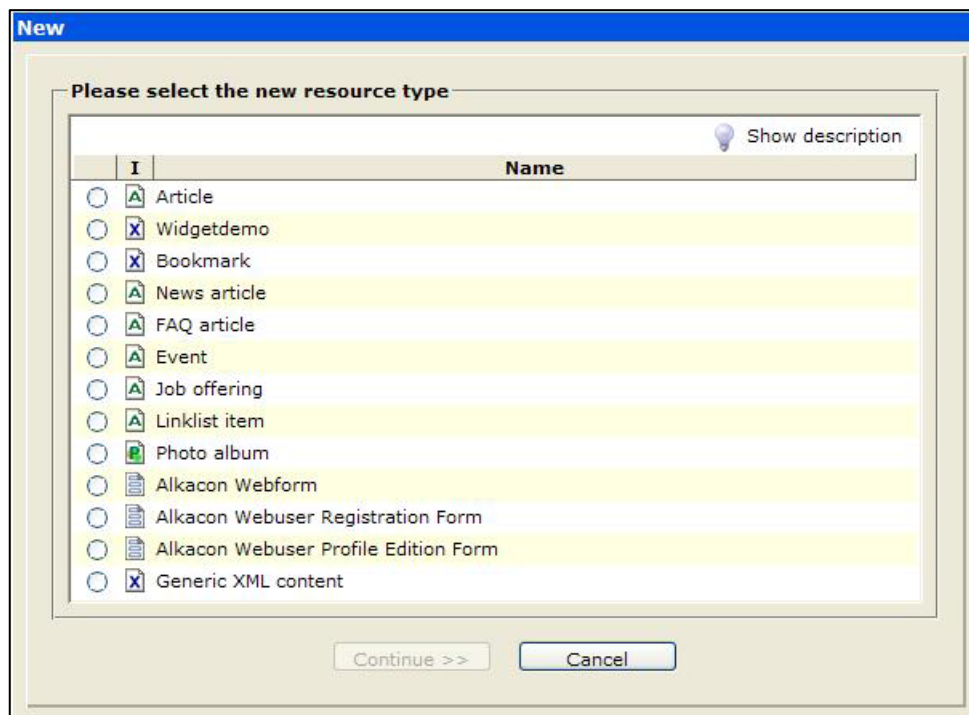 New
Please select the new resource type
Show description
I Name
Article
Widgetdemo
Bookmark
News article
FAQ article
Event
Job offering
Linklist item
Photo album
Alkacon Webform
Alkacon Webuser Registration Form
Alkacon Webuser Profile Edition Form
Generic XML content
Continue >> Cancel